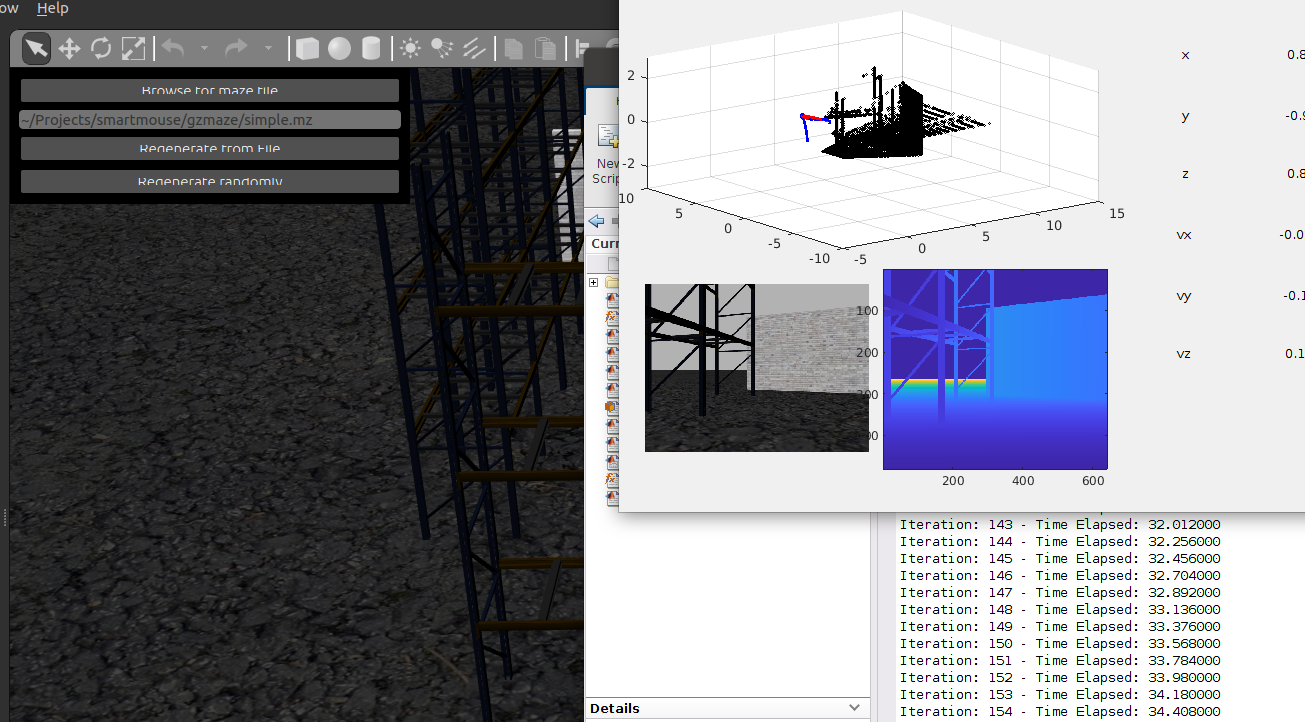 ow Help
Browse for maze file
~/Projects/smartmouse/gzmaze/simple.mz
Regenerate from File
Regenerate randomly
New
Scrip
Curr
2
0
-2
10
5
0
-5
-10
-5
0
5
10
15
x 0.8
y -0.9
z 0.8
vx -0.0
vy -0.1
vz 0.1
100
200
300
00
200 400 600
Iteration: 143 - Time Elapsed: 32.012000
Iteration: 144 - Time Elapsed: 32.256000
Iteration: 145 - Time Elapsed: 32.456000
Iteration: 146 - Time Elapsed: 32.704000
Iteration: 147 - Time Elapsed: 32.892000
Iteration: 148 - Time Elapsed: 33.136000
Iteration: 149 - Time Elapsed: 33.376000
Iteration: 150 - Time Elapsed: 33.568000
Iteration: 151 - Time Elapsed: 33.784000
Iteration: 152 - Time Elapsed: 33.980000
Iteration: 153 - Time Elapsed: 34.180000
Iteration: 154 - Time Elapsed: 34.408000
Details